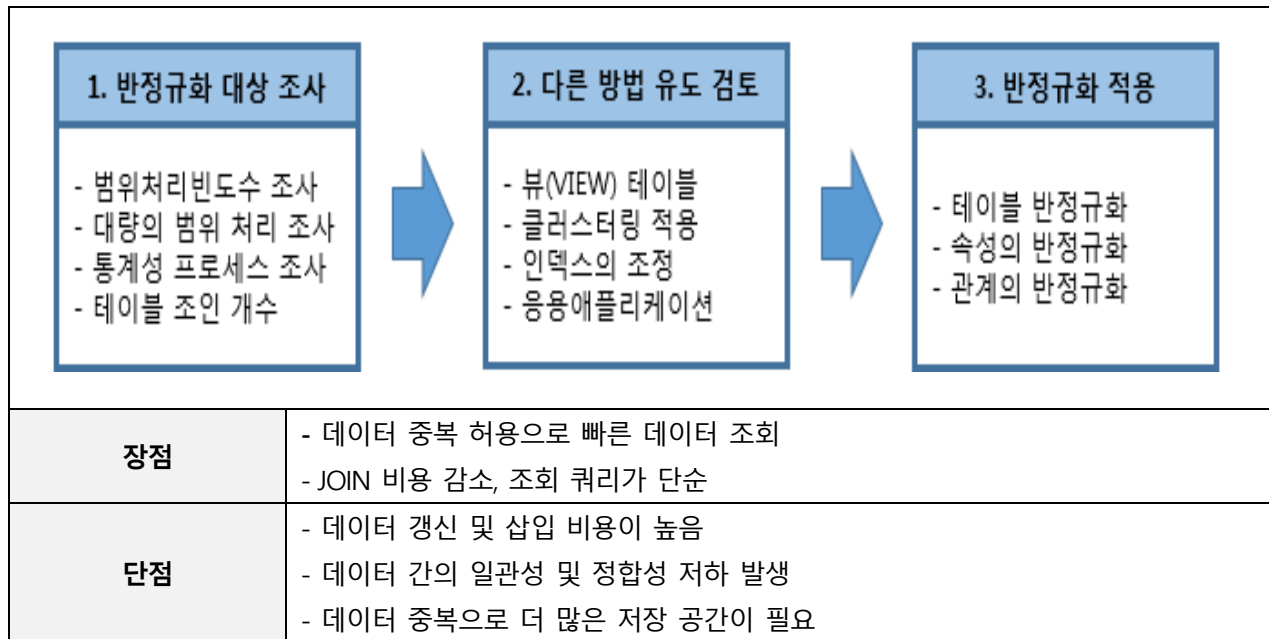 1. 반정규화 대상 조사
- 범위처리빈도수 조사
- 대량의 범위 처리 조사
- 통계성 프로세스 조사
- 테이블 조인 개수
2. 다른 방법 유도 검토
- 뷰(VIEW) 테이블
- 클러스터링 적용
- 인덱스의 조정
- 응용애플리케이션
3. 반정규화 적용
- 테이블 반정규화
- 속성의 반정규화
- 관계의 반정규화
장점
- 데이터 중복 허용으로 빠른 데이터 조회
- JOIN 비용 감소, 조회 쿼리가 단순
단점
- 데이터 갱신 및 삽입 비용이 높음
- 데이터 간의 일관성 및 정합성 저하 발생
- 데이터 중복으로 더 많은 저장 공간이 필요